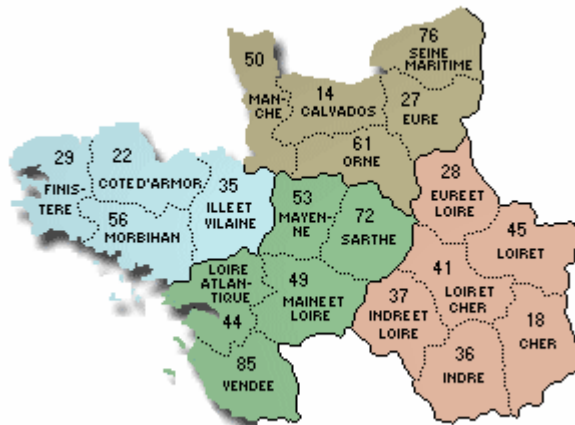 76
SEINE
MARITIME
50
MAN-
CHE
14
CALVADOS
27
EURE
61
ORNE
29
FINIS-
TERE
22
COTE D'ARMOR
35
ILLE ET
VILAINE
56
MORBIHAN
53
MAYEN-
NE
72
SARTHE
28
EURE ET
LOIRE
45
LOIRET
LOIRE
ATLAN-
TIQUE
44
49
MAINE ET
LOIRE
41
LOIR ET
CHER
37
INDRE ET
LOIRE
18
CHER
36
INDRE
85
VENDEE